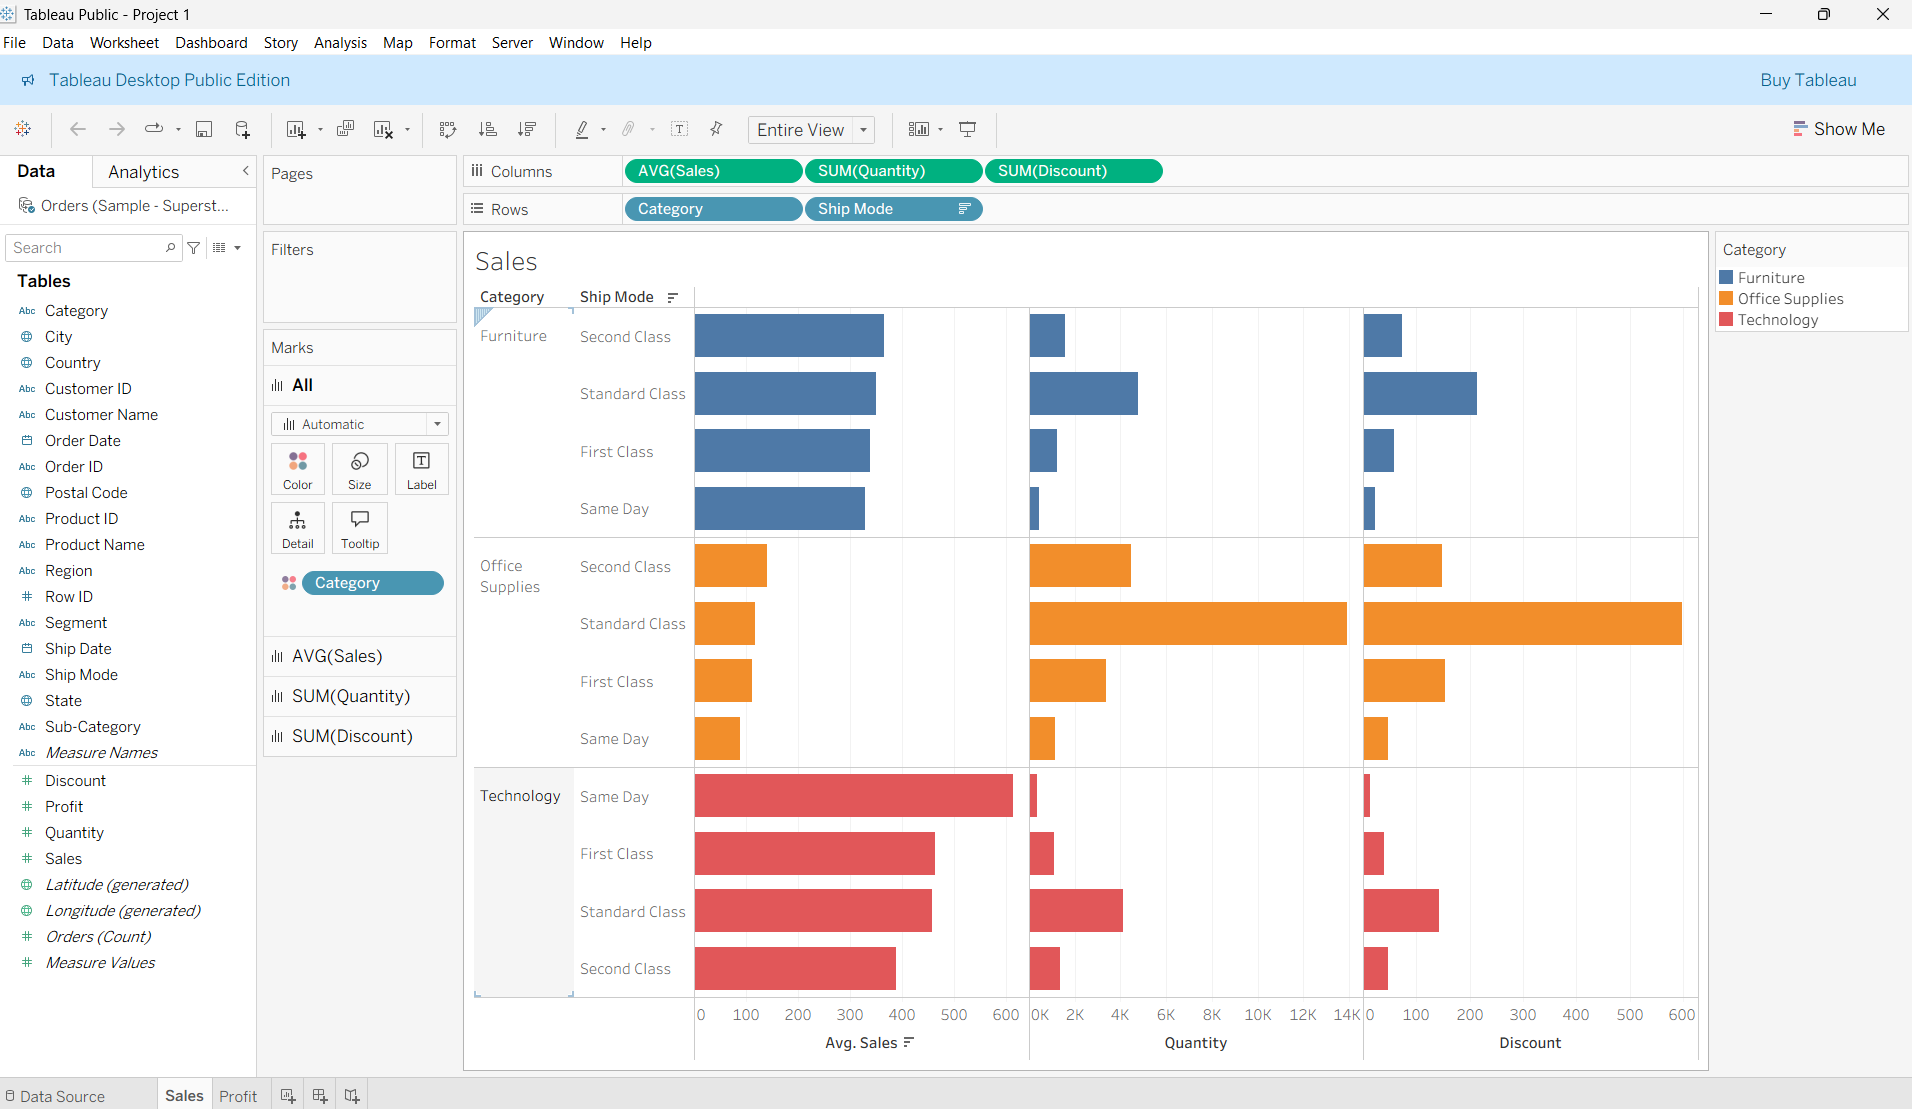 Tableau Public - Project 1
File Data Worksheet Dashboard Story Analysis Map Format Server Window Help
Tableau Desktop Public Edition
Buy Tableau
Entire View
Show Me
Data
Analytics
Orders (Sample - Superst...
Search
Tables
Abc Category
City
Country
Abc Customer ID
Abc Customer Name
Order Date
Abc Order ID
Postal Code
Abc Product ID
Abc Product Name
Abc Region
# Row ID
Abc Segment
Ship Date
Abc Ship Mode
State
Abc Sub-Category
Abc Measure Names
# Discount
# Profit
# Quantity
# Sales
Latitude (generated)
Longitude (generated)
# Orders (Count)
# Measure Values
Pages
Filters
Marks
All
Automatic
Color Size Label
Detail Tooltip
Category
AVG(Sales)
SUM(Quantity)
SUM(Discount)
Columns AVG(Sales) SUM(Quantity) SUM(Discount)
Rows Category Ship Mode
Sales
Category Ship Mode
Furniture Second Class
Standard Class
First Class
Same Day
Office Supplies Second Class
Standard Class
First Class
Same Day
Technology Same Day
First Class
Standard Class
Second Class
0 100 200 300 400 500 600 0K 2K 4K 6K 8K 10K 12K 14K 0 100 200 300 400 500 600
Avg. Sales Quantity Discount
Category
Furniture
Office Supplies
Technology
Data Source Sales Profit